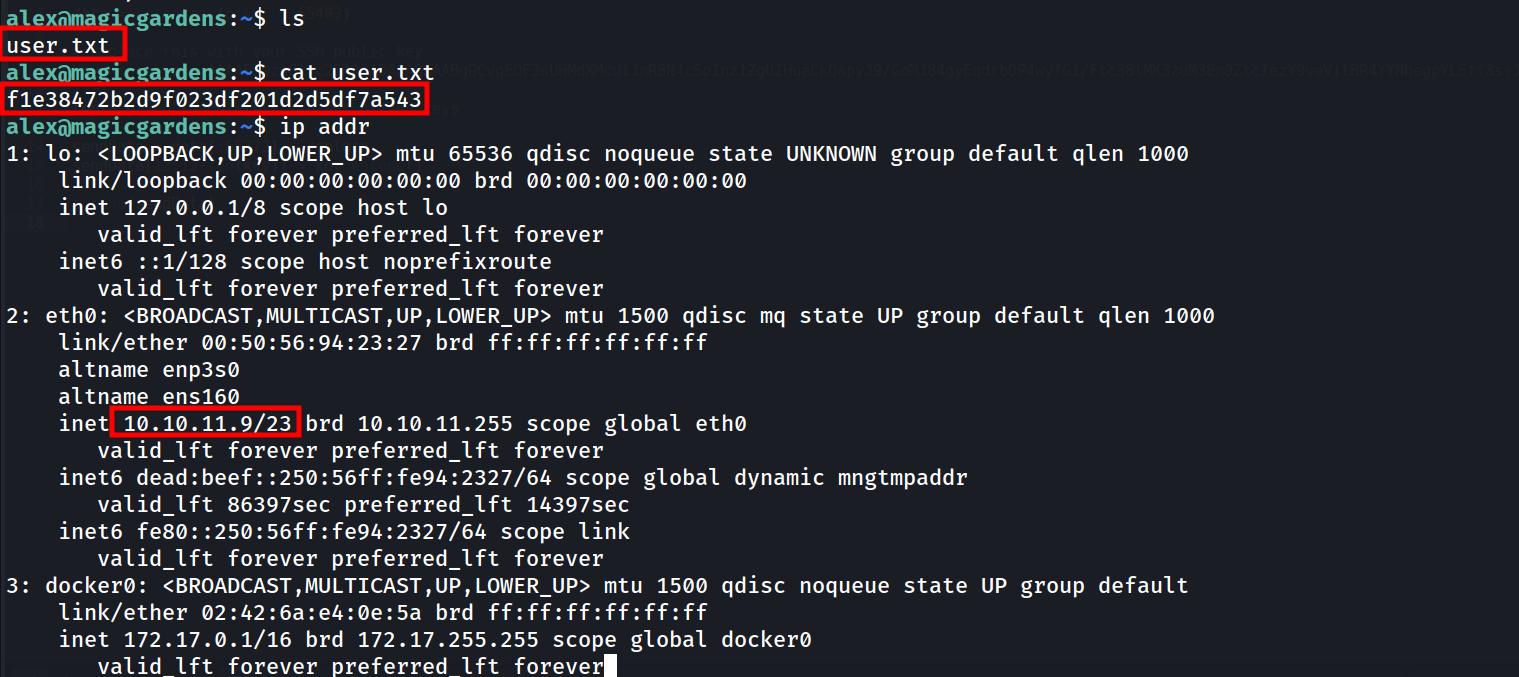 alex@magicgardens:~$ ls
user.txt
alex@magicgardens:~$ cat user.txt
f1e38472b2d9f023df201d2d5df7a543
alex@magicgardens:~$ ip addr
1: lo: <LOOPBACK,UP,LOWER_UP> mtu 65536 qdisc noqueue state UNKNOWN group default qlen 1000
    link/loopback 00:00:00:00:00:00 brd 00:00:00:00:00:00
    inet 127.0.0.1/8 scope host lo
       valid_lft forever preferred_lft forever
    inet6 ::1/128 scope host noprefixroute
       valid_lft forever preferred_lft forever
2: eth0: <BROADCAST,MULTICAST,UP,LOWER_UP> mtu 1500 qdisc mq state UP group default qlen 1000
    link/ether 00:50:56:94:23:27 brd ff:ff:ff:ff:ff:ff
    altname enp3s0
    altname ens160
    inet 10.10.11.9/23 brd 10.10.11.255 scope global eth0
       valid_lft forever preferred_lft forever
    inet6 dead:beef::250:56ff:fe94:2327/64 scope global dynamic mngtmpaddr
       valid_lft 86397sec preferred_lft 14397sec
    inet6 fe80::250:56ff:fe94:2327/64 scope link
       valid_lft forever preferred_lft forever
3: docker0: <BROADCAST,MULTICAST,UP,LOWER_UP> mtu 1500 qdisc noqueue state UP group default
    link/ether 02:42:6a:e4:0e:5a brd ff:ff:ff:ff:ff:ff
    inet 172.17.0.1/16 brd 172.17.255.255 scope global docker0
       valid_lft forever preferred_lft forever